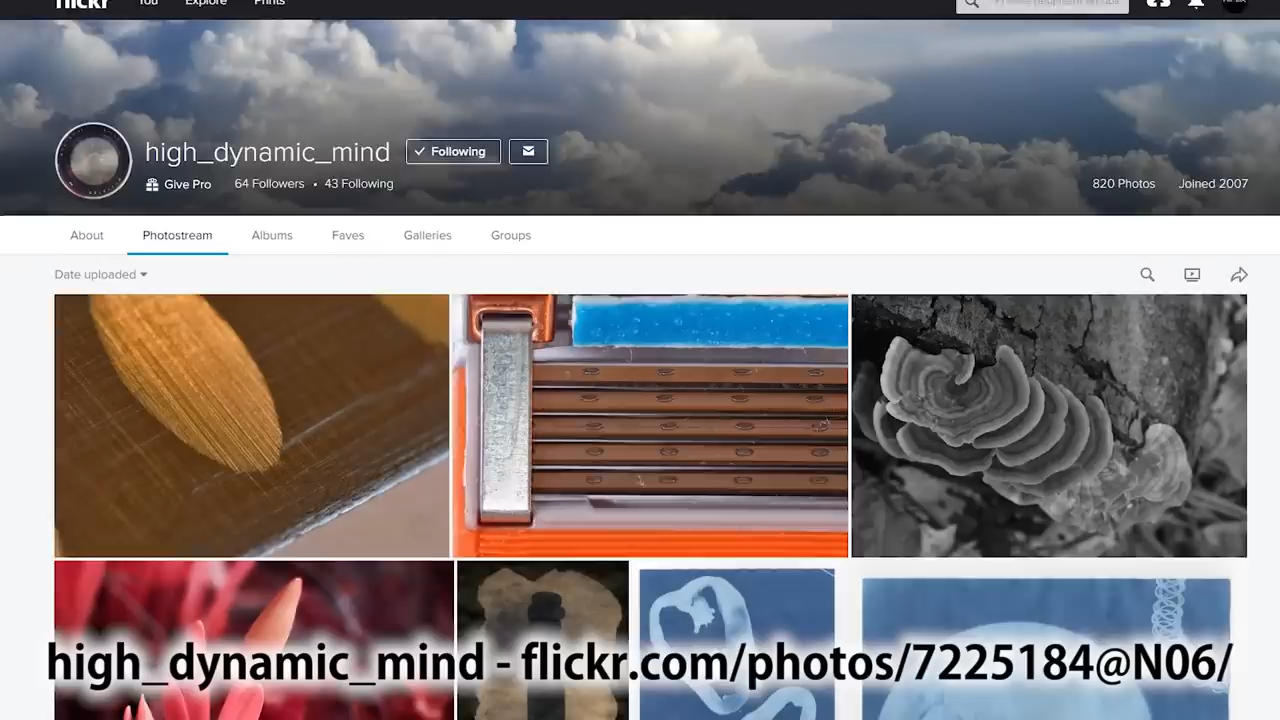 flickr You Explore Prints
high_dynamic_mind Following
Give Pro 64 Followers • 43 Following 820 Photos Joined 2007
About Photostream Albums Faves Galleries Groups
Date uploaded
high_dynamic_mind - flickr.com/photos/7225184@N06/